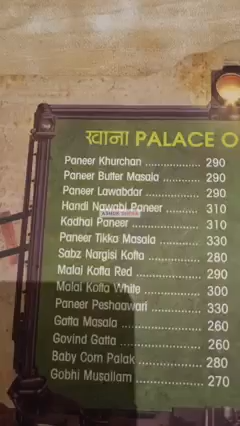 खाना PALACE O
Paneer Khurchan ................. 290
Paneer Butter Masala ........... 290
Paneer Lawabdar ................ 290
Handi Nawabi Paneer .......... 310
Kadhai Paneer .................... 310
Paneer Tikka Masala ............ 330
Sabz Nargisi Kofta ................ 280
Malai Kofta Red ................... 290
Malai Kofta White ................. 300
Paneer Peshaawari ............... 330
Gatta Masala ........................ 260
Govind Gatta ........................ 260
Baby Corn Palak ................... 280
Gobhi Musallam .................... 270